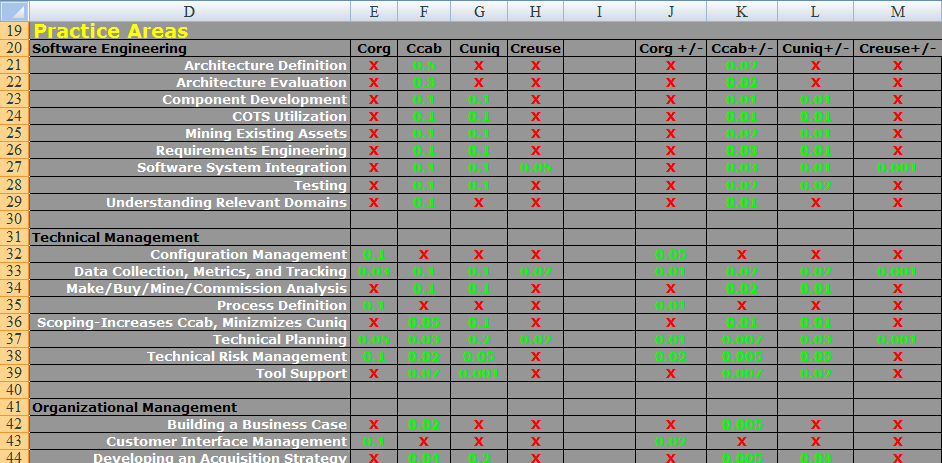 D E F G H I J K L M
19 Practice Areas
20 Software Engineering Corg Ccab Cuniq Creuse Corg +/- Ccab+/- Cuniq+/- Creuse+/-
21 Architecture Definition X 0.5 X X X 0.07 X X
22 Architecture Evaluation X 0.3 X X X 0.02 X X
23 Component Development X 0.1 0.1 X X 0.01 0.01 X
24 COTS Utilization X 0.1 0.1 X X 0.01 0.01 X
25 Mining Existing Assets X 0.1 0.1 X X 0.02 0.01 X
26 Requirements Engineering X 0.1 0.1 X X 0.03 0.01 X
27 Software System Integration X 0.1 0.1 0.05 X 0.03 0.01 0.001
28 Testing X 0.1 0.1 X X 0.02 0.02 X
29 Understanding Relevant Domains X 0.1 X X X 0.01 X X
30
31 Technical Management
32 Configuration Management 0.1 X X X 0.05 X X X
33 Data Collection, Metrics, and Tracking 0.03 0.1 0.1 0.02 0.01 0.02 0.02 0.001
34 Make/Buy/Mine/Commission Analysis X 0.1 0.1 X X 0.02 0.01 X
35 Process Definition 0.1 X X X 0.01 X X X
36 Scoping-Increases Ccab, Minizmizes Cuniq X 0.05 0.1 X X 0.01 0.01 X
37 Technical Planning 0.05 0.03 0.2 0.02 0.01 0.007 0.03 0.001
38 Technical Risk Management 0.1 0.02 0.05 X 0.02 0.005 0.05 X
39 Tool Support X 0.07 0.001 X X 0.007 0.02 X
40
41 Organizational Management
42 Building a Business Case X 0.02 X X X 0.005 X X
43 Customer Interface Management 0.1 X X X 0.02 X X X
44 Developing an Acquisition Strategy X 0.04 0.2 X X 0.005 0.03 X